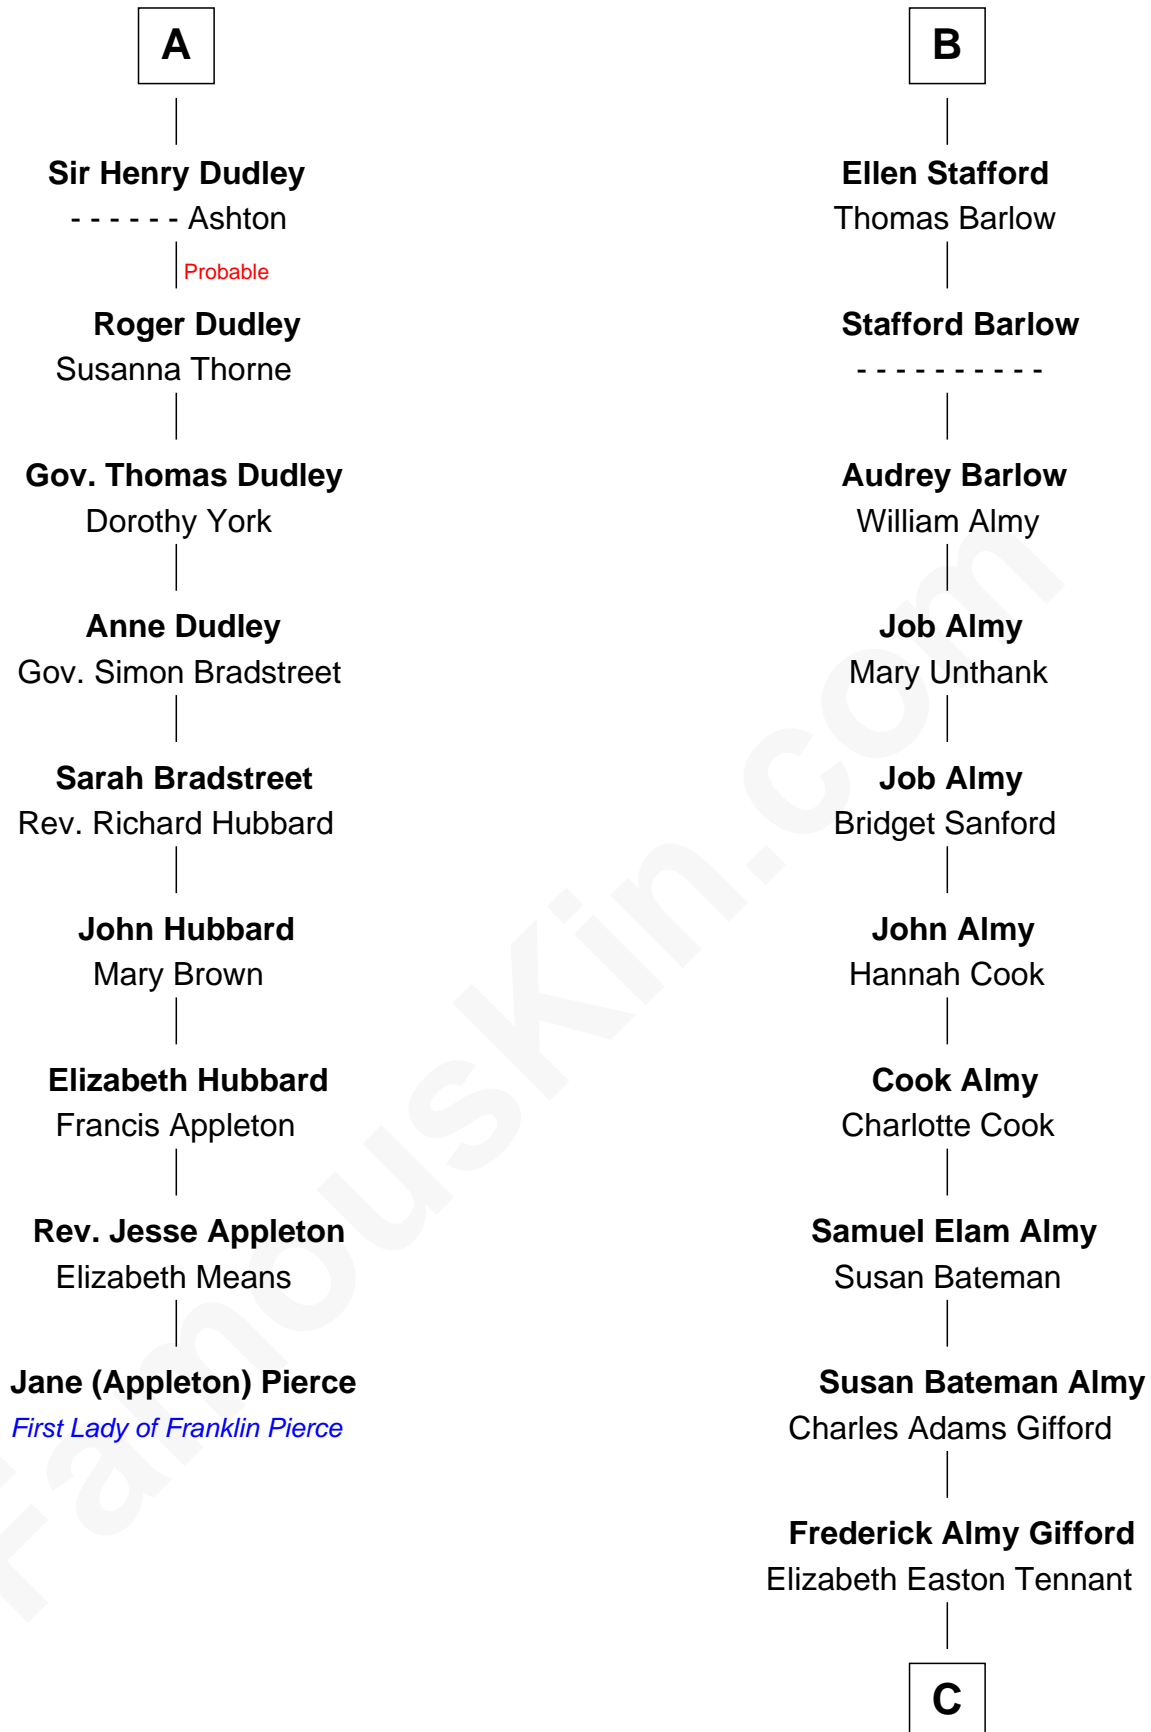 A
Sir Henry Dudley
- - - - - - Ashton
Probable
Roger Dudley
Susanna Thorne
Gov. Thomas Dudley
Dorothy York
Anne Dudley
Gov. Simon Bradstreet
Sarah Bradstreet
Rev. Richard Hubbard
John Hubbard
Mary Brown
Elizabeth Hubbard
Francis Appleton
Rev. Jesse Appleton
Elizabeth Means
Jane (Appleton) Pierce
First Lady of Franklin Pierce
B
Ellen Stafford
Thomas Barlow
Stafford Barlow
- - - - - - - - - -
Audrey Barlow
William Almy
Job Almy
Mary Unthank
Job Almy
Bridget Sanford
John Almy
Hannah Cook
Cook Almy
Charlotte Cook
Samuel Elam Almy
Susan Bateman
Susan Bateman Almy
Charles Adams Gifford
Frederick Almy Gifford
Elizabeth Easton Tennant
C
FamousKin.com